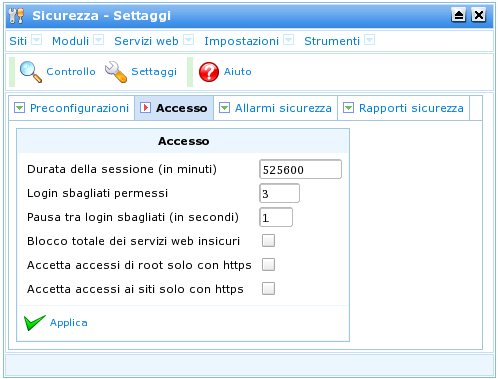 Sicurezza - Settaggi
Siti Moduli Servizi web Impostazioni Strumenti
Controllo Settaggi Aiuto
Preconfigurazioni Accesso Allarmi sicurezza Rapporti sicurezza
Accesso
Durata della sessione (in minuti) 525600
Login sbagliati permessi 3
Pausa tra login sbagliati (in secondi) 1
Blocco totale dei servizi web insicuri
Accetta accessi di root solo con https
Accetta accessi ai siti solo con https
Applica